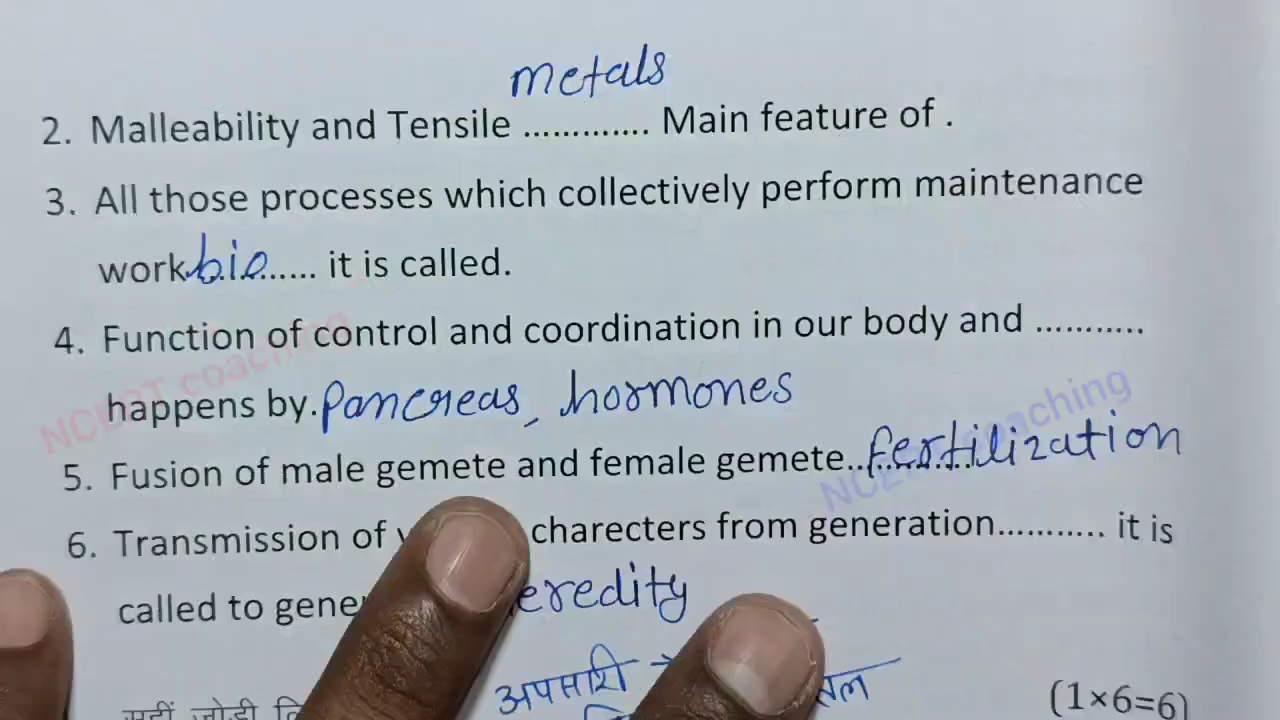 metals
2. Malleability and Tensile ............. Main feature of .
3. All those processes which collectively perform maintenance
work bio...... it is called.
4. Function of control and coordination in our body and ...........
happens by. Pancreas, hormones
5. Fusion of male gemete and female gemete.. fertilization
6. Transmission of charecters from generation........... it is
called to eredity
अपसारी →
(1×6=6)
NCERT coaching
coaching